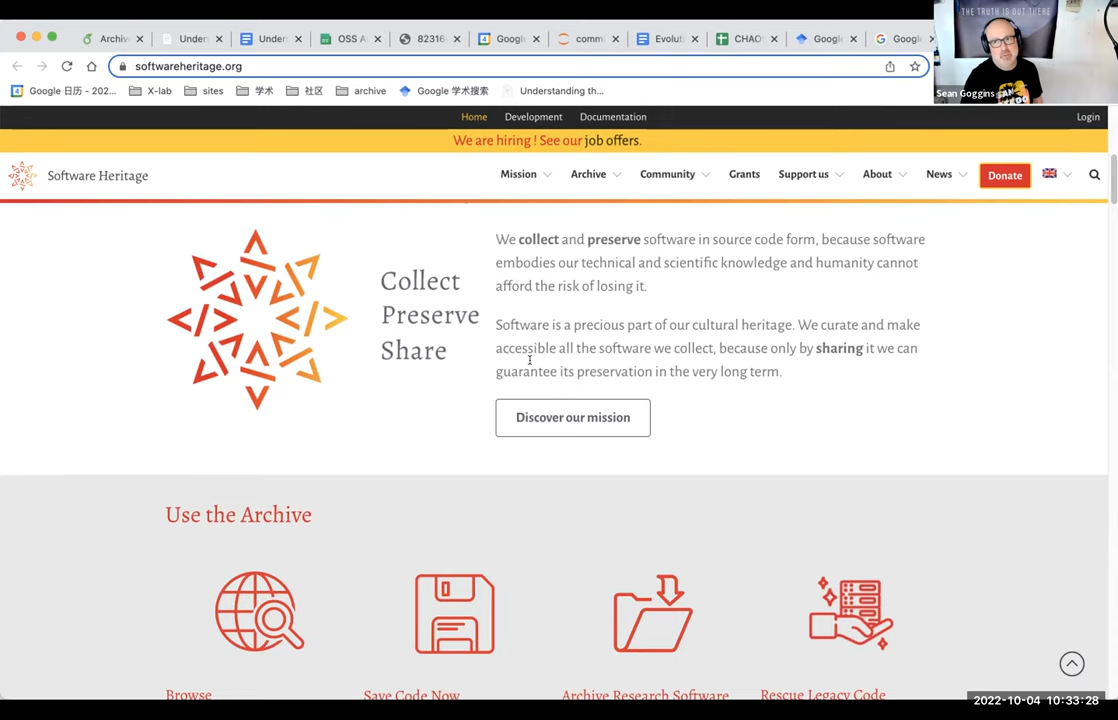 THE TRUTH IS OUT THERE
Sean Goggins
Archiv
Under
Under
OSS A
82316
Google
comm
Evoluti
CHAO
Google
Google
softwareheritage.org
Google 日历 - 202...
X-lab
sites
学术
社区
archive
Google 学术搜索
Understanding th...
Home
Development
Documentation
Login
We are hiring ! See our job offers.
Software Heritage
Mission
Archive
Community
Grants
Support us
About
News
Donate
Collect
Preserve
Share
We collect and preserve software in source code form, because software
embodies our technical and scientific knowledge and humanity cannot
afford the risk of losing it.
Software is a precious part of our cultural heritage. We curate and make
accessible all the software we collect, because only by sharing it we can
guarantee its preservation in the very long term.
Discover our mission
Use the Archive
Browse
Save Code Now
Archive Research Software
Rescue Legacy Code
2022-10-04 10:33:28